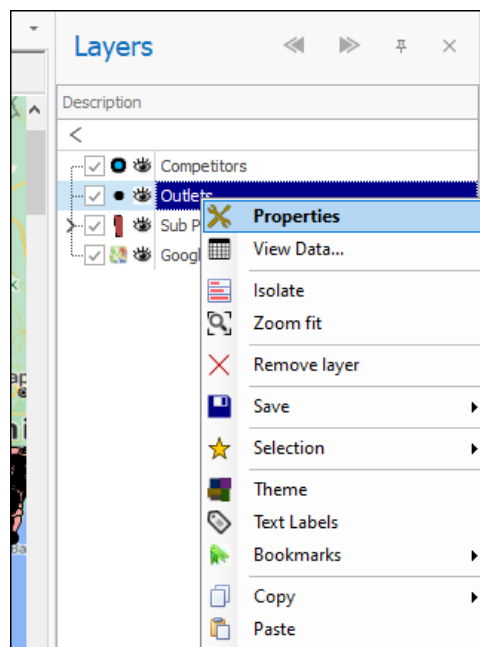 Layers
Description
<
Competitors
Outlets
Sub P
Googl
Properties
View Data...
Isolate
Zoom fit
Remove layer
Save
Selection
Theme
Text Labels
Bookmarks
Copy
Paste